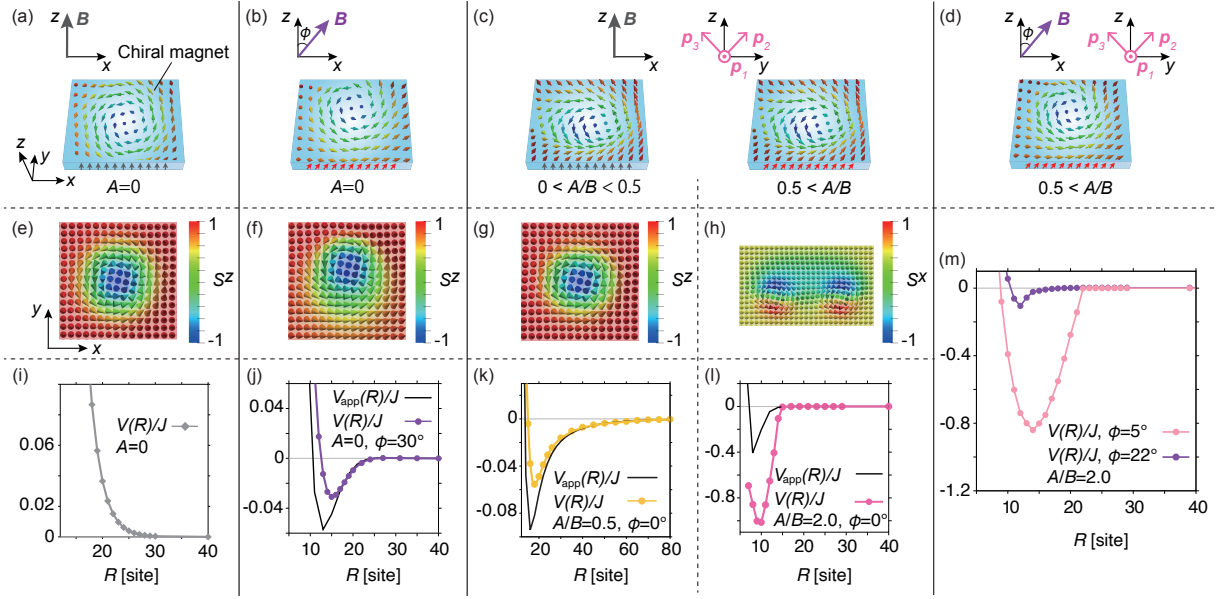 (a)
z
B
x
Chiral magnet
z
y
x
A=0
(b)
z
ϕ
B
x
A=0
(c)
z
B
x
z
p3
p2
p1
y
0 < A/B < 0.5
0.5 < A/B
(d)
z
ϕ
B
x
z
p3
p2
p1
y
0.5 < A/B
(e)
y
x
1
S^z
-1
(f)
1
S^z
-1
(g)
1
S^z
-1
(h)
1
S^x
-1
(i)
0.06
0.02
0
20
40
V(R)/J
A=0
R [site]
(j)
0.04
0
-0.04
10
20
30
40
Vapp(R)/J
V(R)/J
A=0, ϕ=30°
R [site]
(k)
0
-0.04
-0.08
20
40
60
80
Vapp(R)/J
V(R)/J
A/B=0.5, ϕ=0°
R [site]
(l)
0
-0.4
-0.8
10
20
30
40
Vapp(R)/J
V(R)/J
A/B=2.0, ϕ=0°
R [site]
(m)
0
-0.4
-0.8
-1.2
0
10
20
30
40
V(R)/J, ϕ=5°
V(R)/J, ϕ=22°
A/B=2.0
R [site]